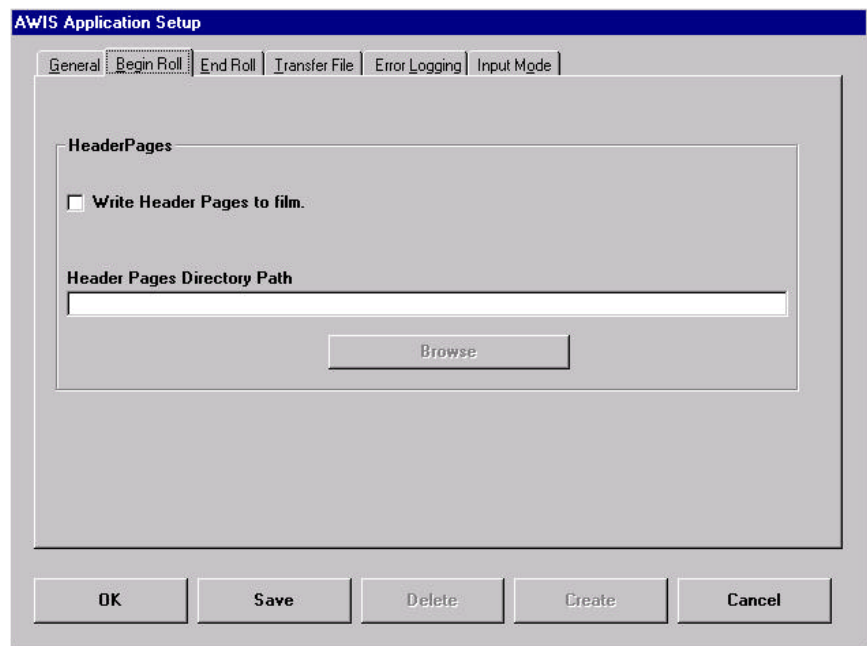 AWIS Application Setup
General Begin Roll End Roll Transfer File Error Logging Input Mode
HeaderPages
Write Header Pages to film.
Header Pages Directory Path
Browse
OK Save Delete Create Cancel